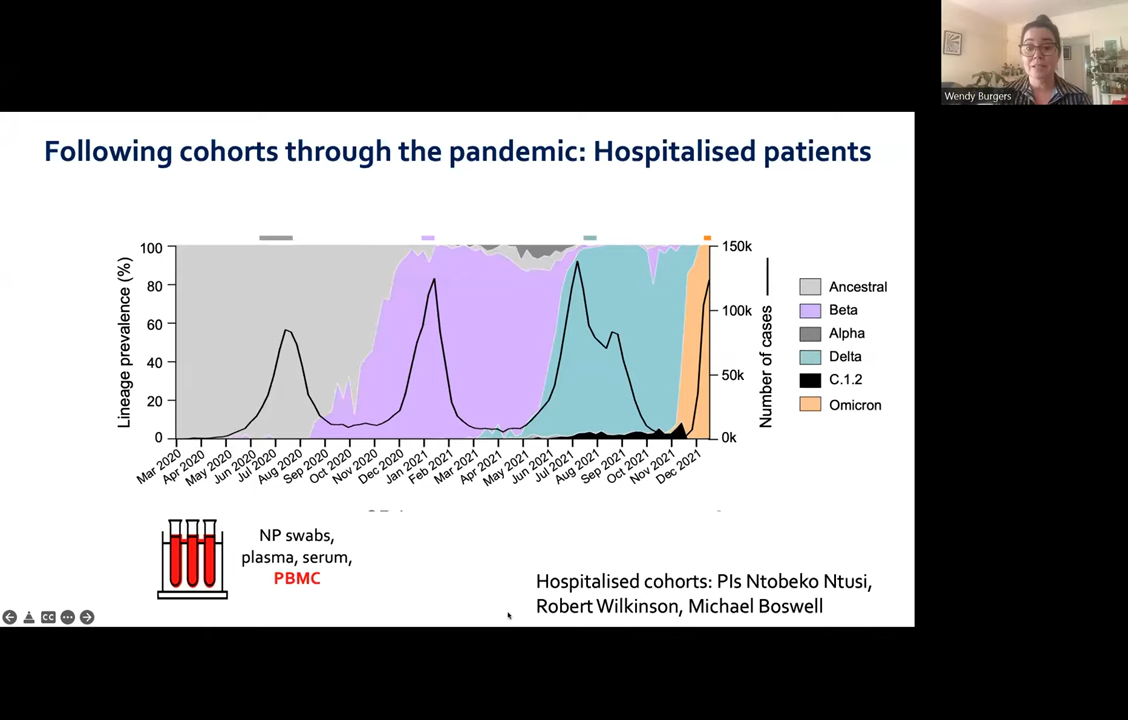 Wendy Burgers
Following cohorts through the pandemic: Hospitalised patients
Lineage prevalence (%)
100
80
60
40
20
0
150k
100k
50k
0k
Number of cases
Mar 2020
Apr 2020
May 2020
Jun 2020
Jul 2020
Aug 2020
Sep 2020
Oct 2020
Nov 2020
Dec 2020
Jan 2021
Feb 2021
Mar 2021
Apr 2021
May 2021
Jun 2021
Jul 2021
Aug 2021
Sep 2021
Oct 2021
Nov 2021
Dec 2021
Ancestral
Beta
Alpha
Delta
C.1.2
Omicron
NP swabs,
plasma, serum,
PBMC
Hospitalised cohorts: PIs Ntobeko Ntusi,
Robert Wilkinson, Michael Boswell
CC